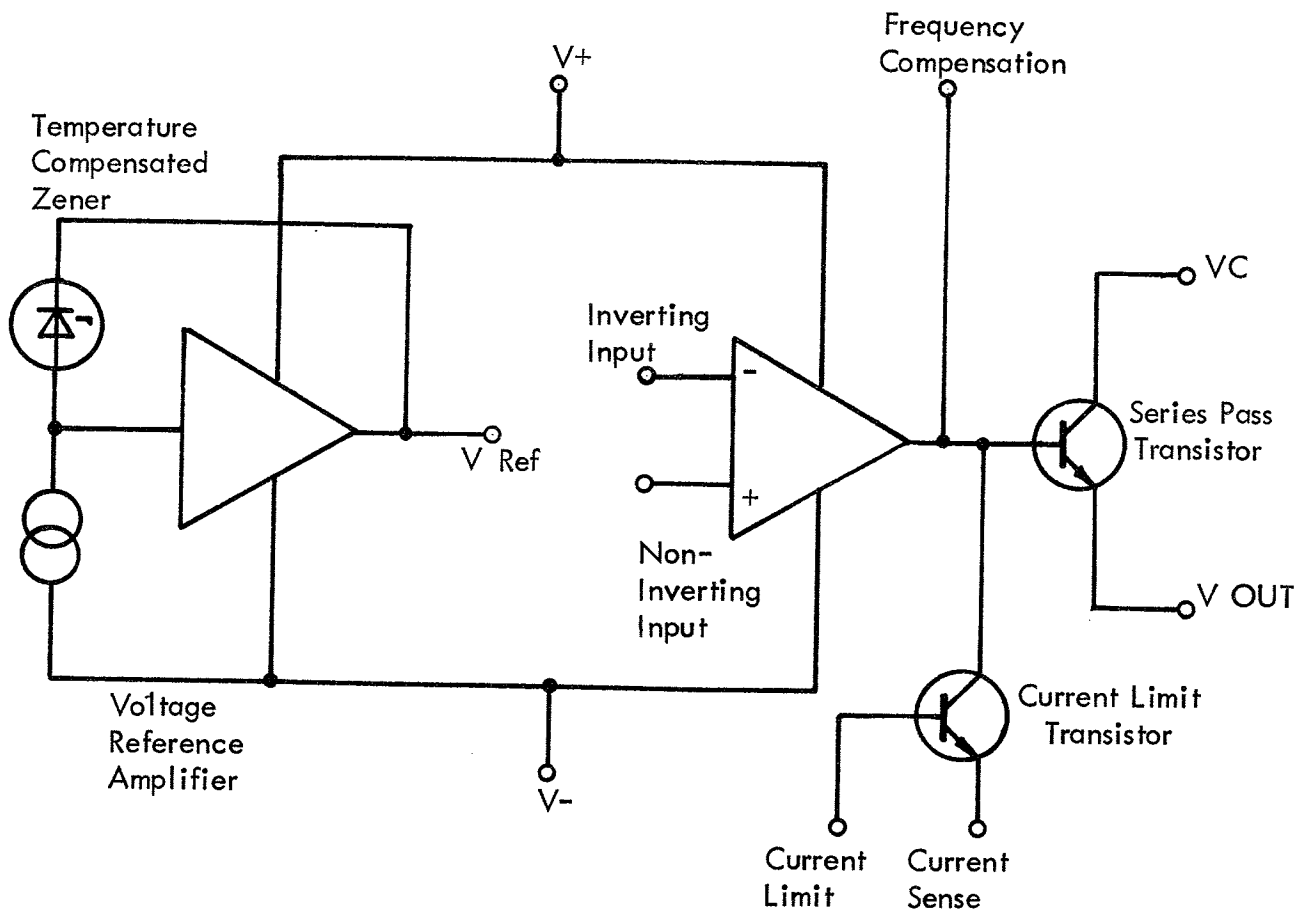 Frequency
Compensation
V+
Temperature
Compensated
Zener
VC
Inverting
Input
-
Series Pass
Transistor
V Ref
+
Non-
Inverting
Input
V OUT
Voltage
Reference
Amplifier
Current Limit
Transistor
V-
Current
Limit
Current
Sense